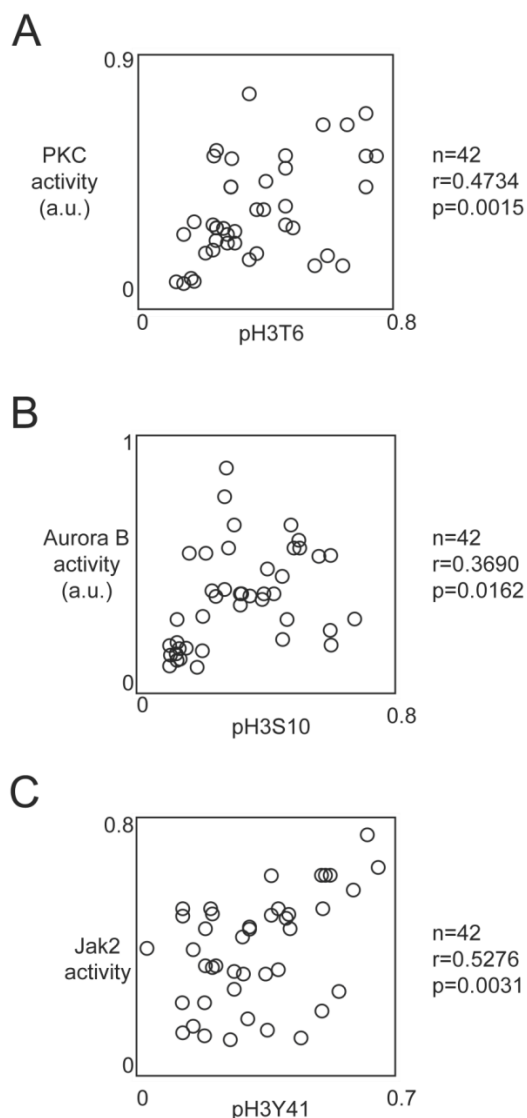 A
0.9
PKC
activity
(a.u.)
0
0
0.8
pH3T6
n=42
r=0.4734
p=0.0015
B
1
Aurora B
activity
(a.u.)
0
0
0.8
pH3S10
n=42
r=0.3690
p=0.0162
C
0.8
Jak2
activity
0
0
0.7
pH3Y41
n=42
r=0.5276
p=0.0031